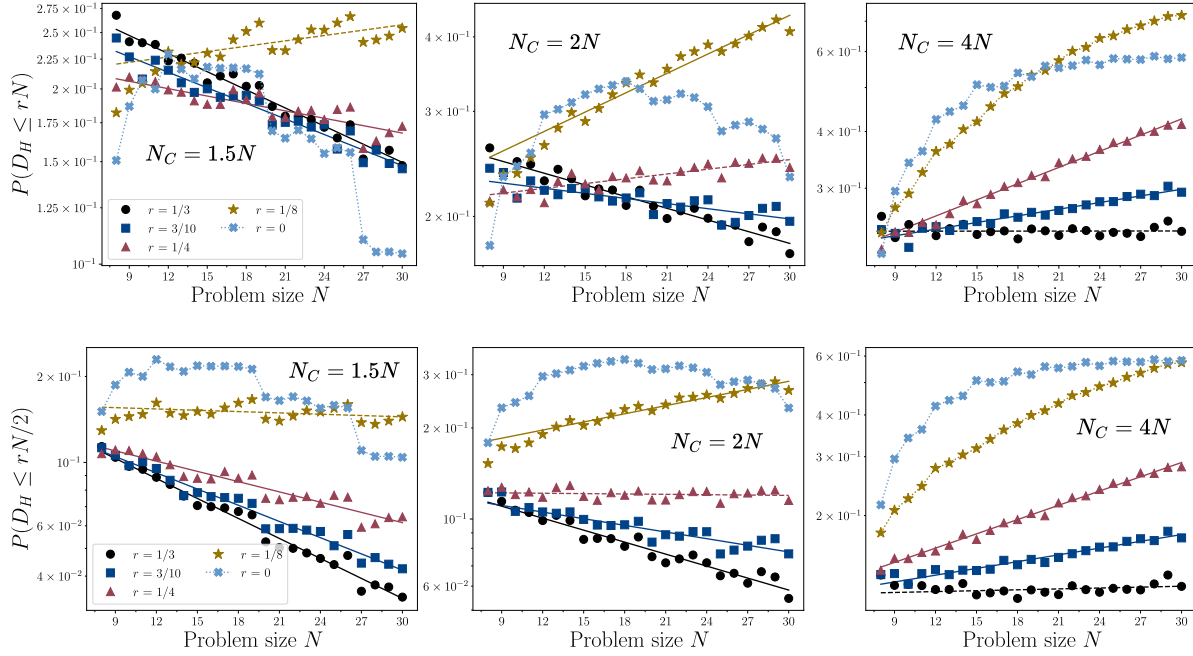 P(D_H ≤ rN)
2.75 × 10⁻¹
2.5 × 10⁻¹
2.25 × 10⁻¹
2 × 10⁻¹
1.75 × 10⁻¹
1.5 × 10⁻¹
1.25 × 10⁻¹
10⁻¹
N_C = 1.5N
r = 1/3
r = 3/10
r = 1/4
r = 1/8
r = 0
9 12 15 18 21 24 27 30
Problem size N
4 × 10⁻¹
3 × 10⁻¹
2 × 10⁻¹
N_C = 2N
9 12 15 18 21 24 27 30
Problem size N
6 × 10⁻¹
4 × 10⁻¹
3 × 10⁻¹
N_C = 4N
9 12 15 18 21 24 27 30
Problem size N
P(D_H ≤ rN/2)
2 × 10⁻¹
10⁻¹
6 × 10⁻²
4 × 10⁻²
N_C = 1.5N
r = 1/3
r = 3/10
r = 1/4
r = 1/8
r = 0
9 12 15 18 21 24 27 30
Problem size N
3 × 10⁻¹
2 × 10⁻¹
10⁻¹
6 × 10⁻²
N_C = 2N
9 12 15 18 21 24 27 30
Problem size N
6 × 10⁻¹
4 × 10⁻¹
3 × 10⁻¹
2 × 10⁻¹
N_C = 4N
9 12 15 18 21 24 27 30
Problem size N